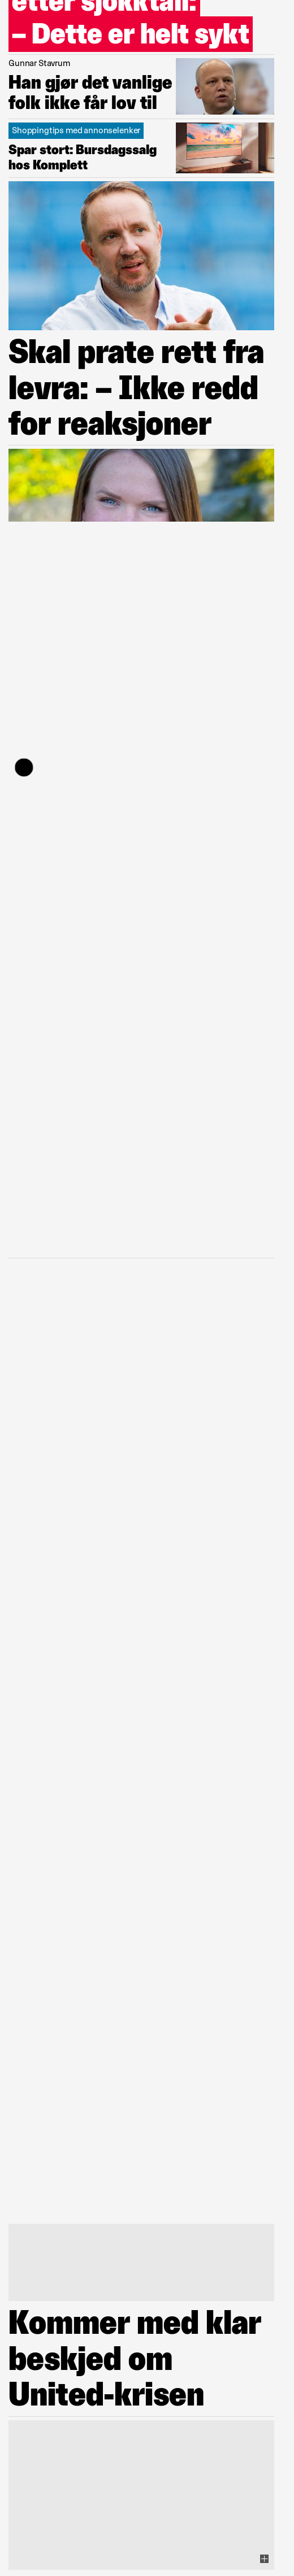 etter sjokktall:
– Dette er helt sykt
Gunnar Stavrum
Han gjør det vanlige
folk ikke får lov til
Shoppingtips med annonselenker
Spar stort: Bursdagssalg
hos Komplett
Skal prate rett fra
levra: – Ikke redd
for reaksjoner
Kommer med klar
beskjed om
United-krisen